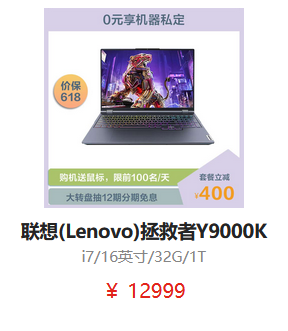 0元享机器私定
价保
618
购机送鼠标，限前100名/天
大转盘抽12期分期免息
套餐立减
¥400
联想(Lenovo)拯救者Y9000K
i7/16英寸/32G/1T
¥ 12999